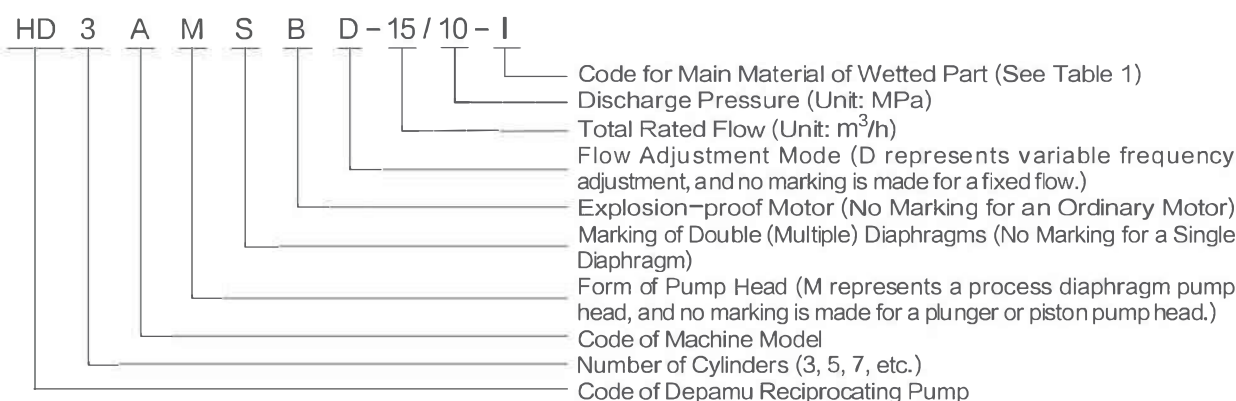 HD 3 A M S B D - 15 / 10 - I
Code for Main Material of Wetted Part (See Table 1)
Discharge Pressure (Unit: MPa)
Total Rated Flow (Unit: m³/h)
Flow Adjustment Mode (D represents variable frequency
adjustment, and no marking is made for a fixed flow.)
Explosion-proof Motor (No Marking for an Ordinary Motor)
Marking of Double (Multiple) Diaphragms (No Marking for a Single
Diaphragm)
Form of Pump Head (M represents a process diaphragm pump
head, and no marking is made for a plunger or piston pump head.)
Code of Machine Model
Number of Cylinders (3, 5, 7, etc.)
Code of Depamu Reciprocating Pump